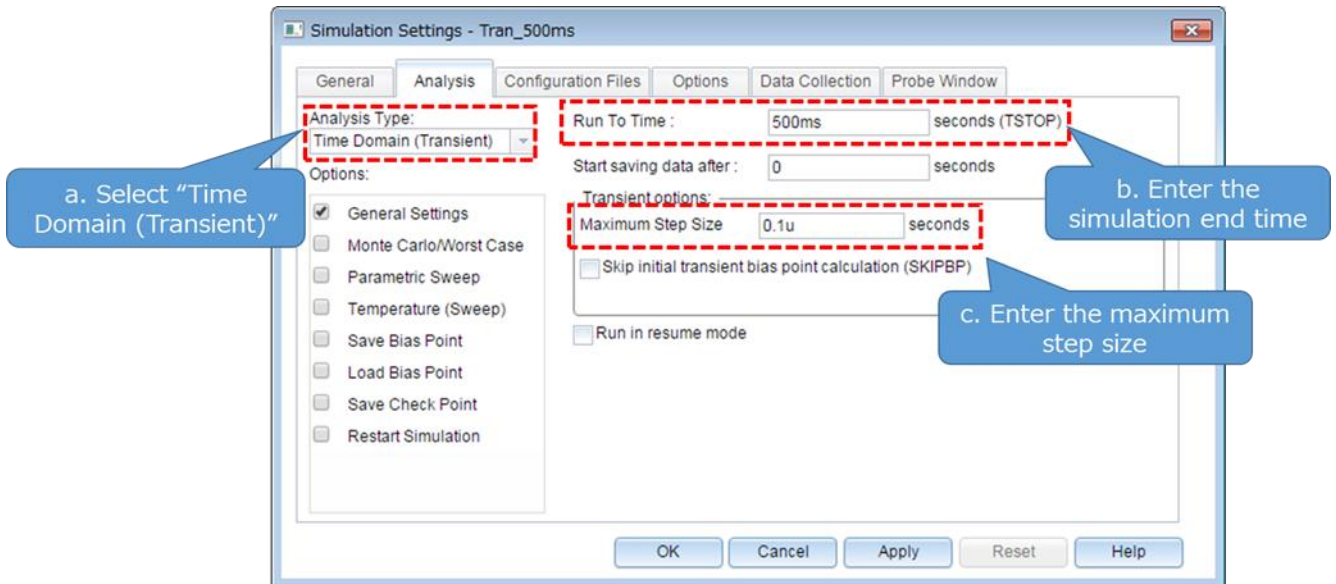 Simulation Settings - Tran_500ms
General Analysis Configuration Files Options Data Collection Probe Window
Analysis Type:
Time Domain (Transient)
Options:
General Settings
Monte Carlo/Worst Case
Parametric Sweep
Temperature (Sweep)
Save Bias Point
Load Bias Point
Save Check Point
Restart Simulation
Run To Time : 500ms seconds (TSTOP)
Start saving data after : 0 seconds
Transient options:
Maximum Step Size 0.1u seconds
Skip initial transient bias point calculation (SKIPBP)
Run in resume mode
a. Select “Time
Domain (Transient)”
b. Enter the
simulation end time
c. Enter the maximum
step size
OK Cancel Apply Reset Help